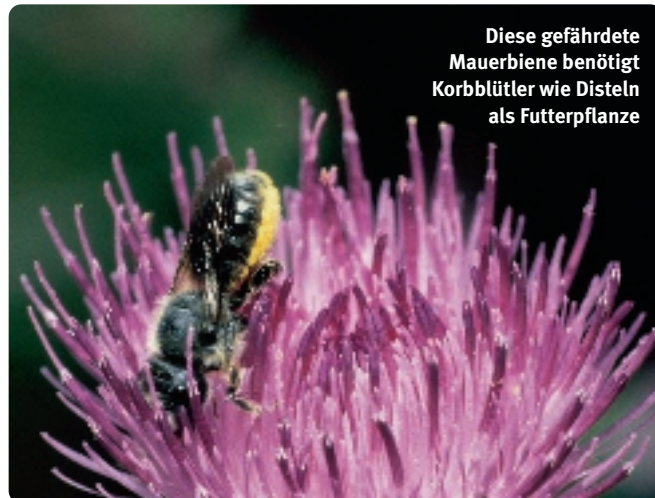 Diese gefährdete
Mauerbiene benötigt
Korbblütler wie Disteln
als Futterpflanze